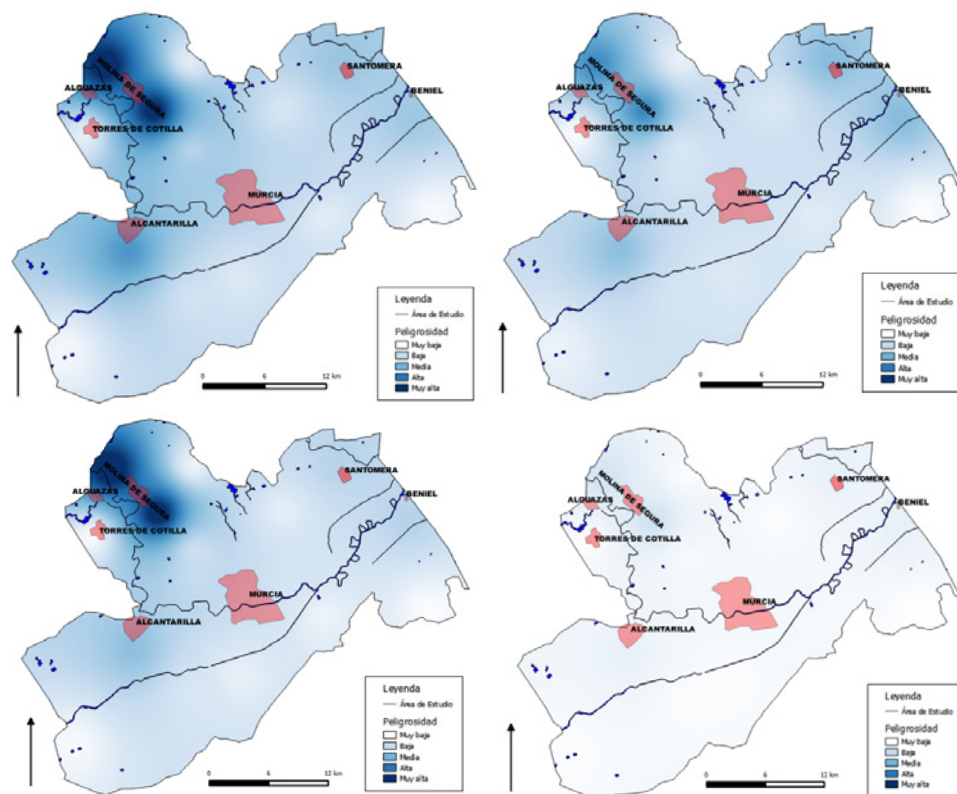 SANTOMERA
MOLINA DE SEGURA
ALGUAZAS
BENIEL
TORRES DE COTILLA
MURCIA
ALCANTARILLA
Leyenda
Área de Estudio
Peligrosidad
Muy baja
Baja
Media
Alta
Muy alta
0 6 12 km
SANTOMERA
MOLINA DE SEGURA
ALGUAZAS
BENIEL
TORRES DE COTILLA
MURCIA
ALCANTARILLA
Leyenda
Área de Estudio
Peligrosidad
Muy baja
Baja
Media
Alta
Muy alta
0 6 12 km
MOLINA DE SEGURA
SANTOMERA
ALGUAZAS
BENIEL
TORRES DE COTILLA
MURCIA
ALCANTARILLA
Leyenda
Área de Estudio
Peligrosidad
Muy baja
Baja
Media
Alta
Muy alta
0 6 12 km
MOLINA DE SEGURA
SANTOMERA
ALGUAZAS
BENIEL
TORRES DE COTILLA
MURCIA
ALCANTARILLA
Leyenda
Área de Estudio
Peligrosidad
Muy baja
Baja
Media
Alta
Muy alta
0 6 12 km